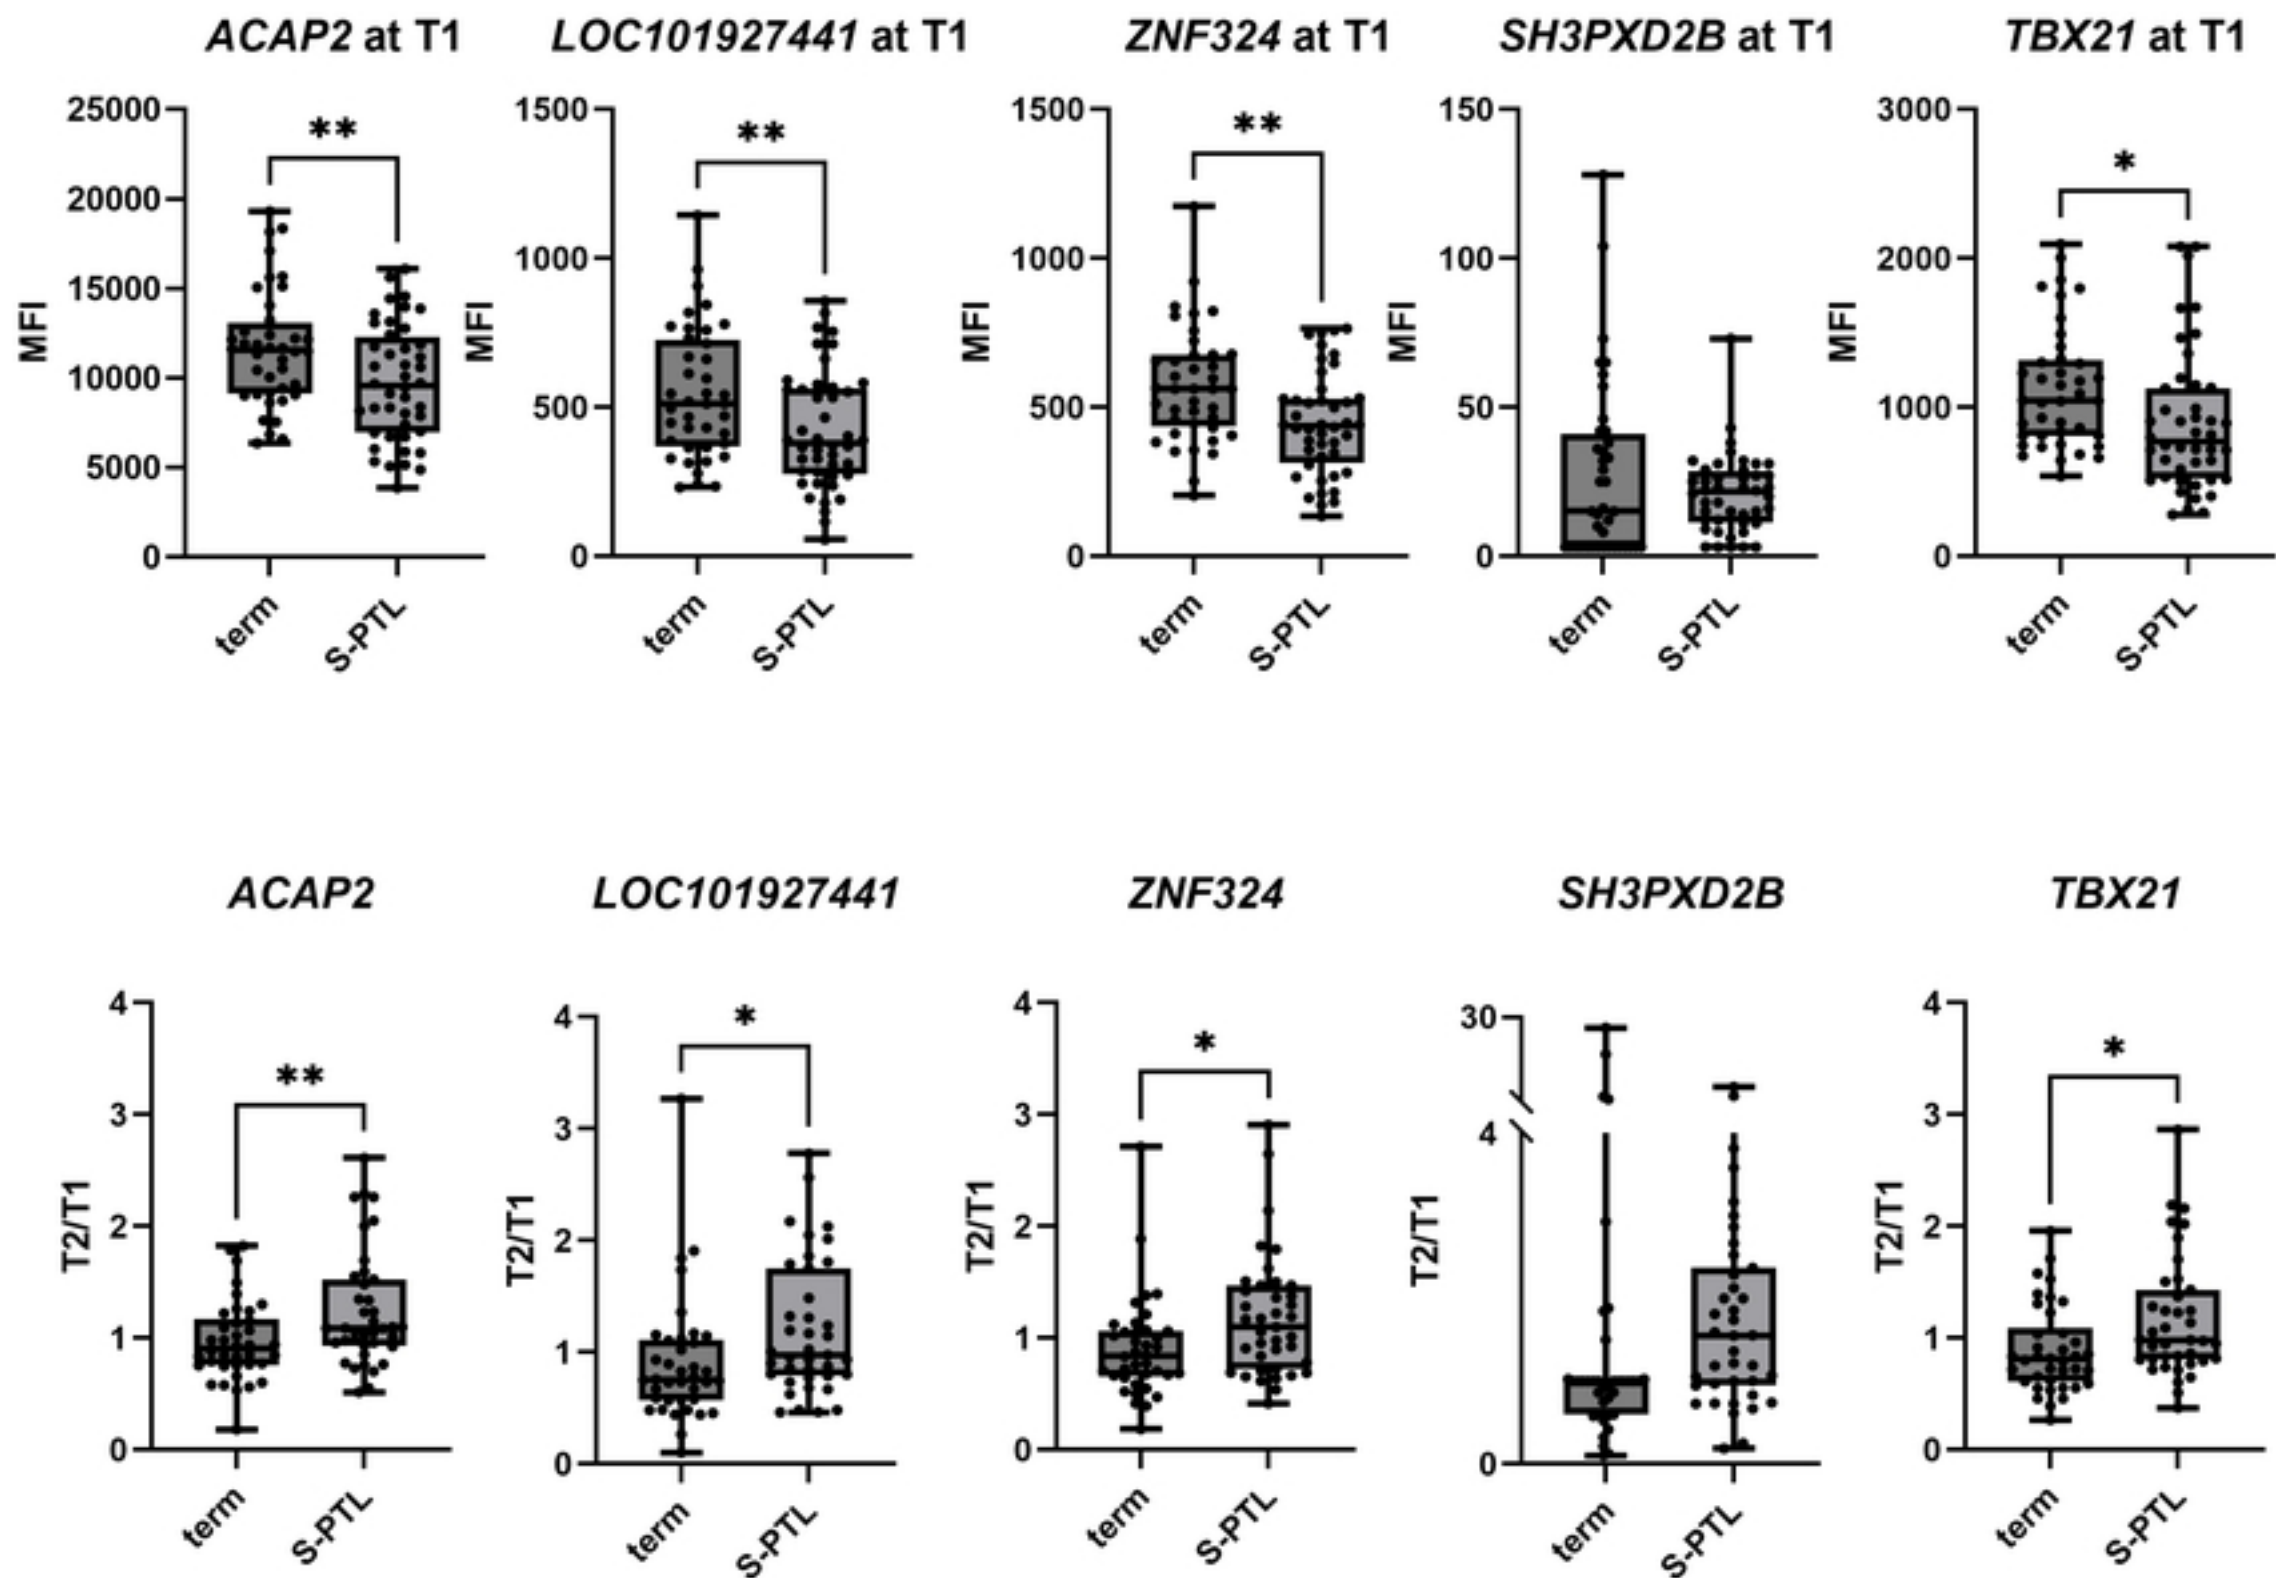 ACAP2 at T1
25000
20000
15000
10000
5000
0
MFI
**
term
S-PTL
LOC101927441 at T1
1500
1000
500
0
MFI
**
term
S-PTL
ZNF324 at T1
1500
1000
500
0
MFI
**
term
S-PTL
SH3PXD2B at T1
150
100
50
0
MFI
term
S-PTL
TBX21 at T1
3000
2000
1000
0
MFI
*
term
S-PTL
ACAP2
4
3
2
1
0
T2/T1
**
term
S-PTL
LOC101927441
4
3
2
1
0
T2/T1
*
term
S-PTL
ZNF324
4
3
2
1
0
T2/T1
*
term
S-PTL
SH3PXD2B
30
4
0
T2/T1
term
S-PTL
TBX21
4
3
2
1
0
T2/T1
*
term
S-PTL